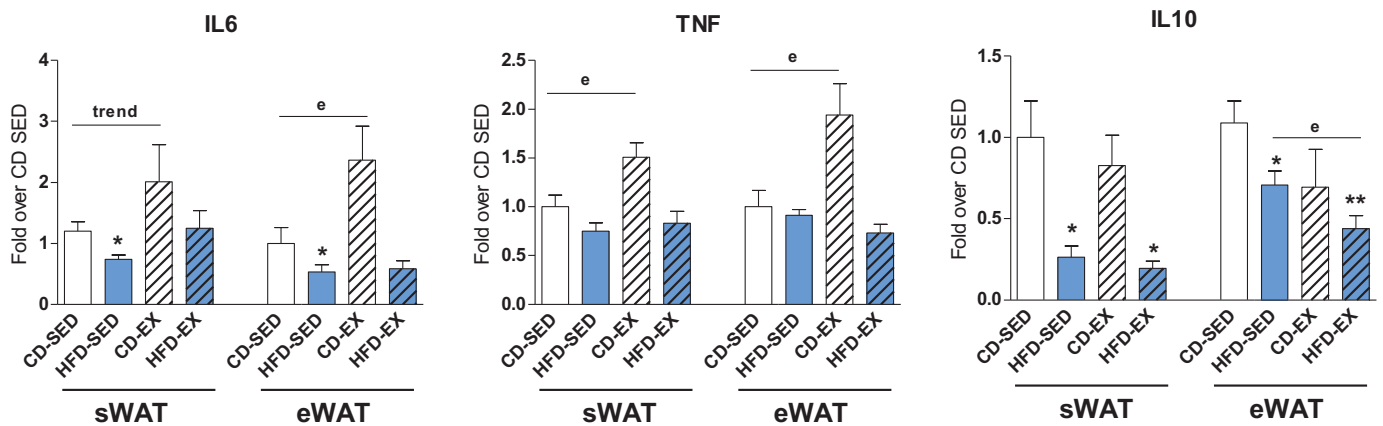 IL6
Fold over CD SED
4
3
2
1
0
trend
e
*
*
CD-SED
HFD-SED
CD-EX
HFD-EX
CD-SED
HFD-SED
CD-EX
HFD-EX
sWAT
eWAT
TNF
Fold over CD SED
2.5
2.0
1.5
1.0
0.5
0.0
e
e
CD-SED
HFD-SED
CD-EX
HFD-EX
CD-SED
HFD-SED
CD-EX
HFD-EX
sWAT
eWAT
IL10
Fold over CD SED
1.5
1.0
0.5
0.0
e
*
*
*
**
CD-SED
HFD-SED
CD-EX
HFD-EX
CD-SED
HFD-SED
CD-EX
HFD-EX
sWAT
eWAT